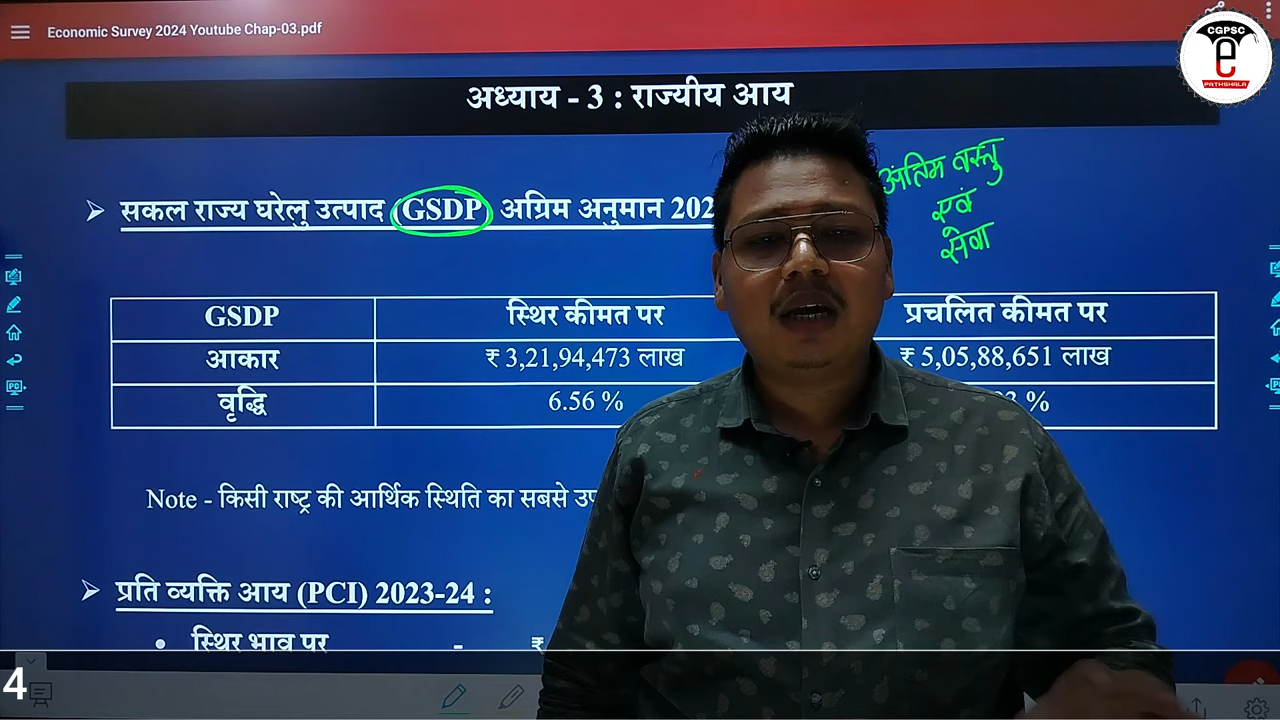 Economic Survey 2024 Youtube Chap-03.pdf
CGPSC
e
PATHSHALA
अध्याय - 3 : राज्यीय आय
सकल राज्य घरेलु उत्पाद (GSDP) अग्रिम अनुमान
अंतिम वस्तु
एवं
सेवा
GSDP स्थिर कीमत पर प्रचलित कीमत पर
आकार ₹ 3,21,94,473 लाख ₹ 5,05,88,651 लाख
वृद्धि 6.56 % %
Note - किसी राष्ट्र की आर्थिक स्थिति का सबसे
प्रति व्यक्ति आय (PCI) 2023-24 :
• स्थिर भाव पर - ₹
4